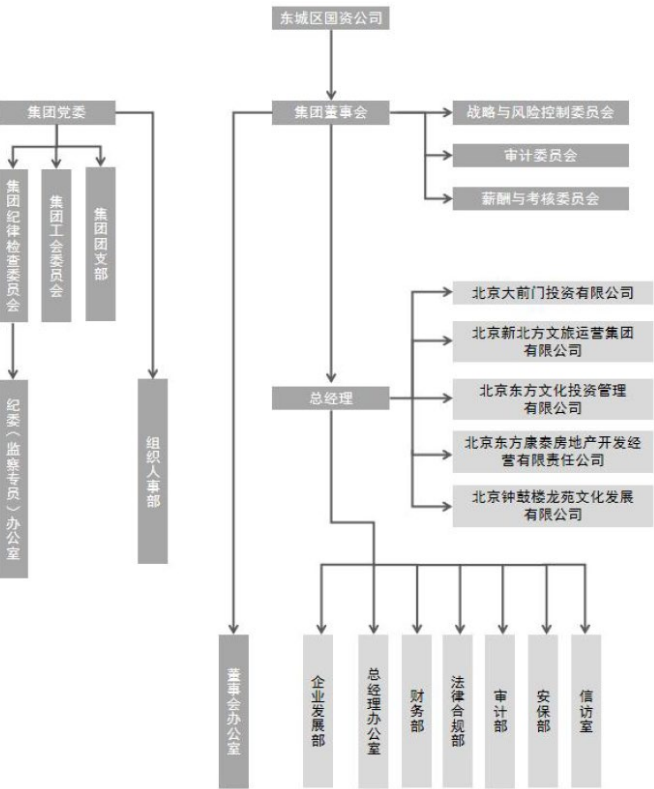 东城区国资公司
集团党委
集团董事会
战略与风险控制委员会
审计委员会
薪酬与考核委员会
集团纪律检查委员会
集团工会委员会
集团团支部
北京大前门投资有限公司
北京新北方文旅运营集团
有限公司
总经理
北京东方文化投资管理
有限公司
北京东方康泰房地产开发经
营有限责任公司
北京钟鼓楼龙苑文化发展
有限公司
纪委（监察专员）办公室
组织人事部
董事会办公室
企业发展部
总经理办公室
财务部
法律合规部
审计部
安保部
信访室